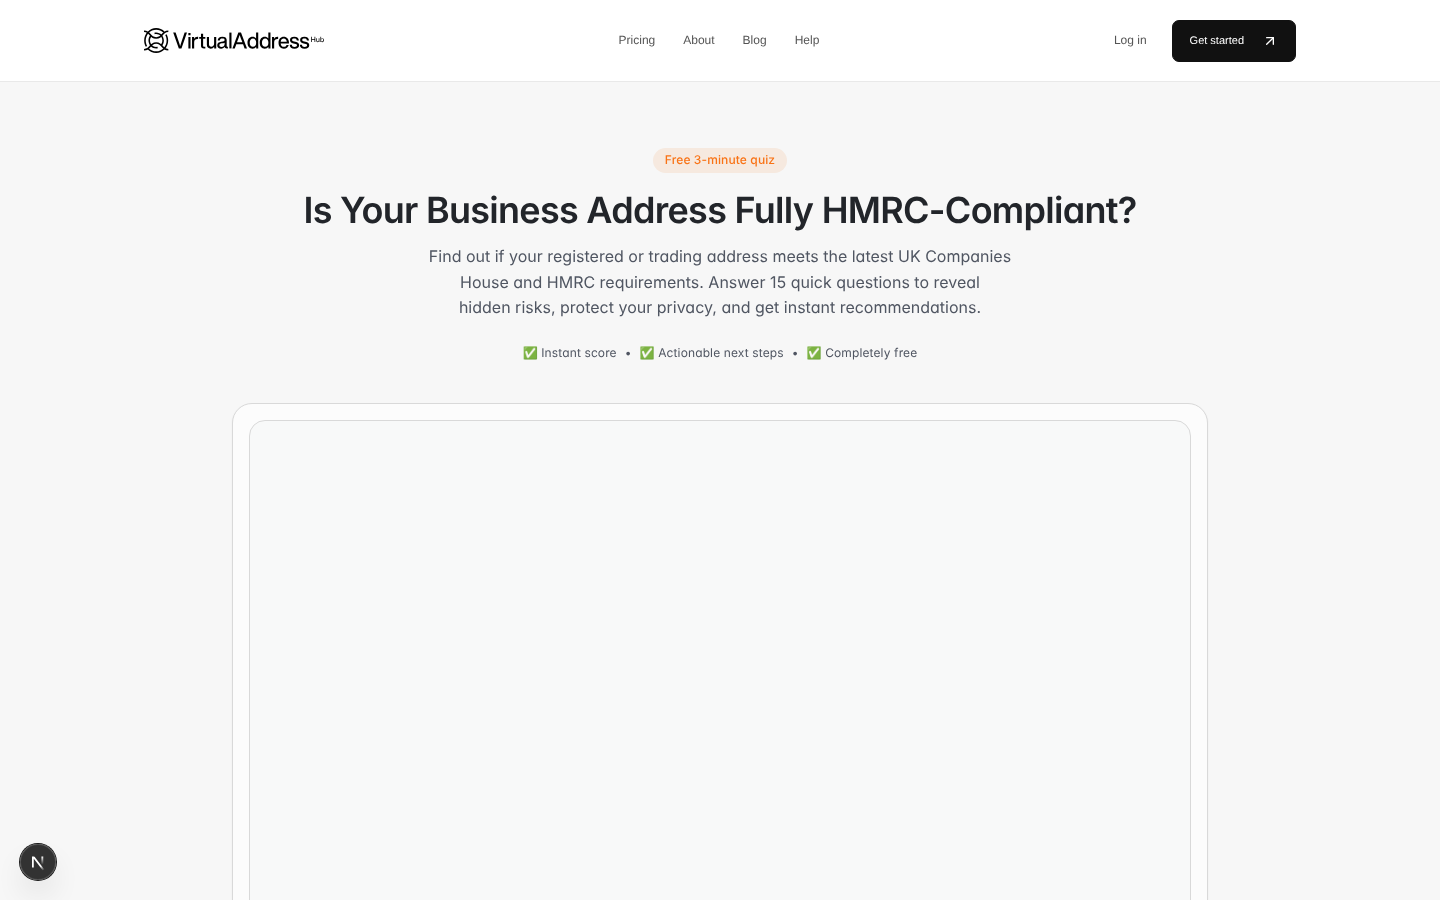 VirtualAddress Hub
Pricing About Blog Help
Log in Get started
Free 3-minute quiz
Is Your Business Address Fully HMRC-Compliant?
Find out if your registered or trading address meets the latest UK Companies
House and HMRC requirements. Answer 15 quick questions to reveal
hidden risks, protect your privacy, and get instant recommendations.
✅ Instant score • ✅ Actionable next steps • ✅ Completely free
N